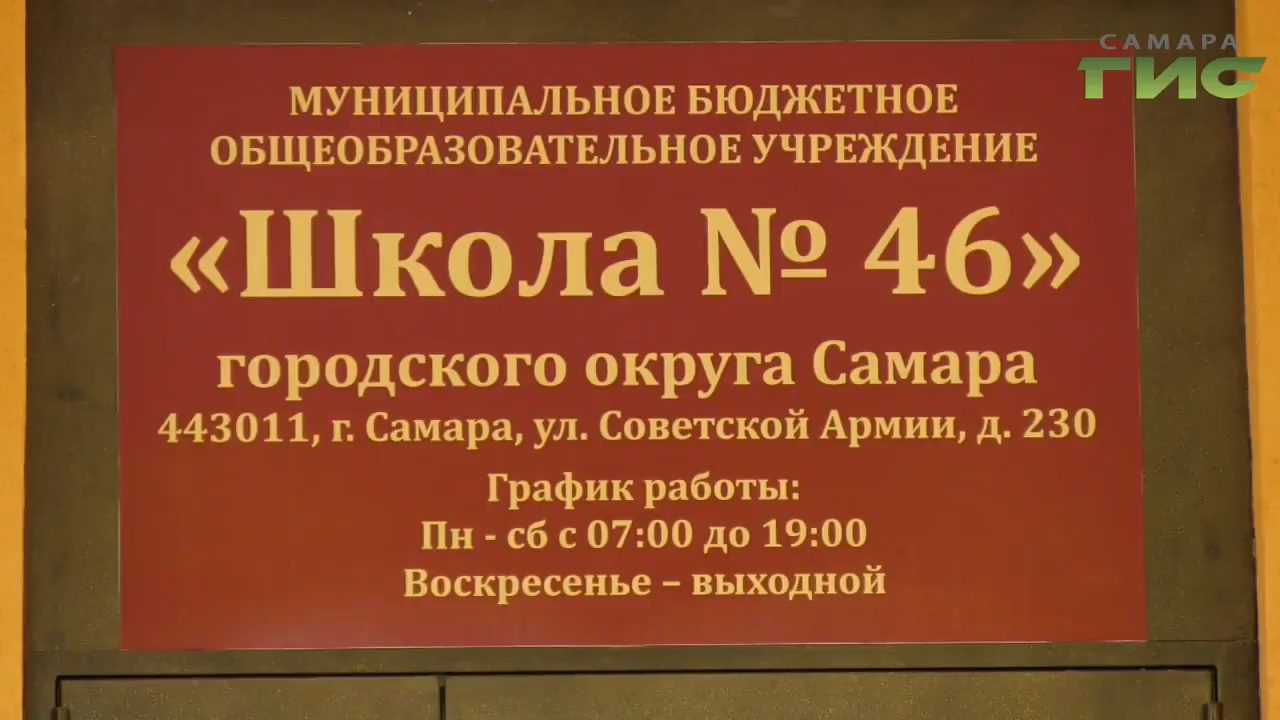 САМАРА
ГИС
МУНИЦИПАЛЬНОЕ БЮДЖЕТНОЕ
ОБЩЕОБРАЗОВАТЕЛЬНОЕ УЧРЕЖДЕНИЕ
«Школа № 46»
городского округа Самара
443011, г. Самара, ул. Советской Армии, д. 230
График работы:
Пн - сб с 07:00 до 19:00
Воскресенье – выходной